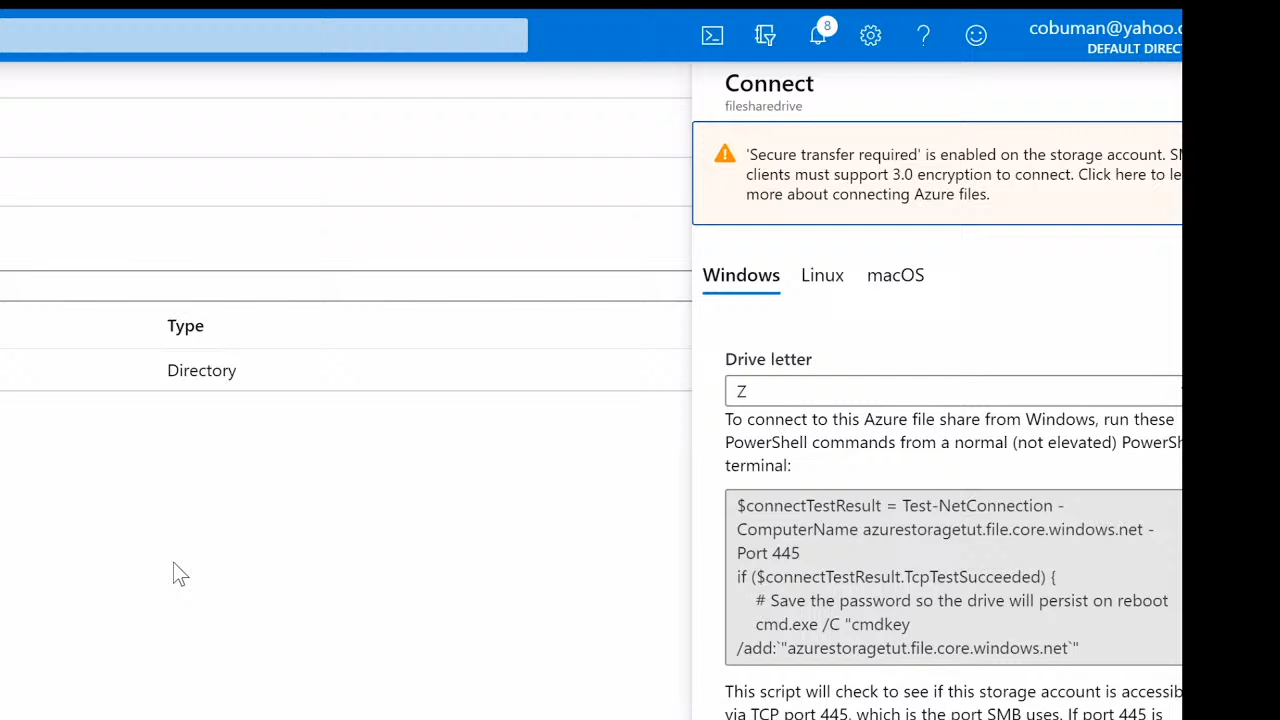 8
cobuman@yahoo.c
DEFAULT DIREC
Connect
filesharedrive
'Secure transfer required' is enabled on the storage account. SM
clients must support 3.0 encryption to connect. Click here to le
more about connecting Azure files.
Windows Linux macOS
Type
Directory
Drive letter
Z
To connect to this Azure file share from Windows, run these
PowerShell commands from a normal (not elevated) PowerSh
terminal:
$connectTestResult = Test-NetConnection -
ComputerName azurestoragetut.file.core.windows.net -
Port 445
if ($connectTestResult.TcpTestSucceeded) {
# Save the password so the drive will persist on reboot
cmd.exe /C "cmdkey
/add:`"azurestoragetut.file.core.windows.net`"
This script will check to see if this storage account is accessib
via TCP port 445, which is the port SMB uses. If port 445 is